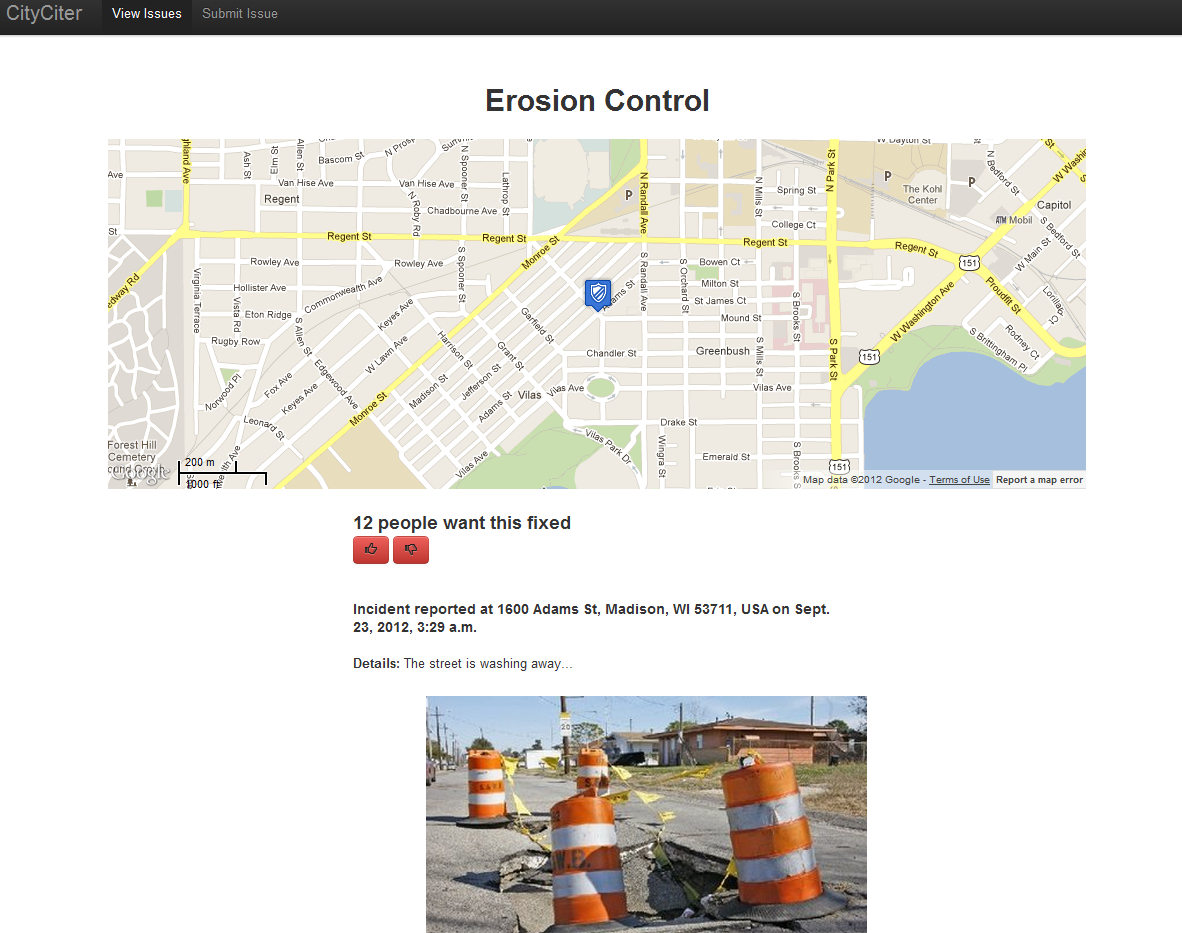 CityCiter View Issues Submit Issue
Erosion Control
Ash St
Elm St
Allen St
Bascom St
N Spooner St
Lathrop St
N Randall Ave
P
N Mills St
Spring St
College Ct
N Park St
W Dayton St
P
The Kohl
Center
P
N Bedford St
ATM Mobil
Capitol
S Bedford St
W Main St
Van Hise Ave
Van Hise Ave
Regent
Chadbourne Ave
N Roby Rd
Regent St
Regent St
Regent St
Regent St
Monroe St
151
Rowley Ave
Rowley Ave
Hollister Ave
Commonwealth Ave
Eton Ridge
Rugby Row
Virginia Terrace
Vista Rd
S Allen St
Edgewood Ave
S Spooner St
Keyes Ave
W Lawn Ave
Harrison St
Garfield St
Grant St
Adams St
S Randall Ave
S Orchard St
Bowen Ct
Milton St
St James Ct
Mound St
S Mills St
S Brooks St
S Park St
W Washington Ave
Proudfit St
Rodney Ct
S Brittingham Pl
151
Chandler St
Greenbush
Vilas Ave
Vilas Ave
Vilas
Norwood Pl
Fox Ave
Keyes Ave
Leonard St
Monroe St
Madison St
Jefferson St
Adams St
Vilas Ave
Vilas Park Dr
Drake St
Wingra St
Emerald St
151
Forest Hill
Cemetery
Google
200 m
1000 ft
Map data ©2012 Google - Terms of Use Report a map error
12 people want this fixed
Incident reported at 1600 Adams St, Madison, WI 53711, USA on Sept.
23, 2012, 3:29 a.m.
Details: The street is washing away…
20